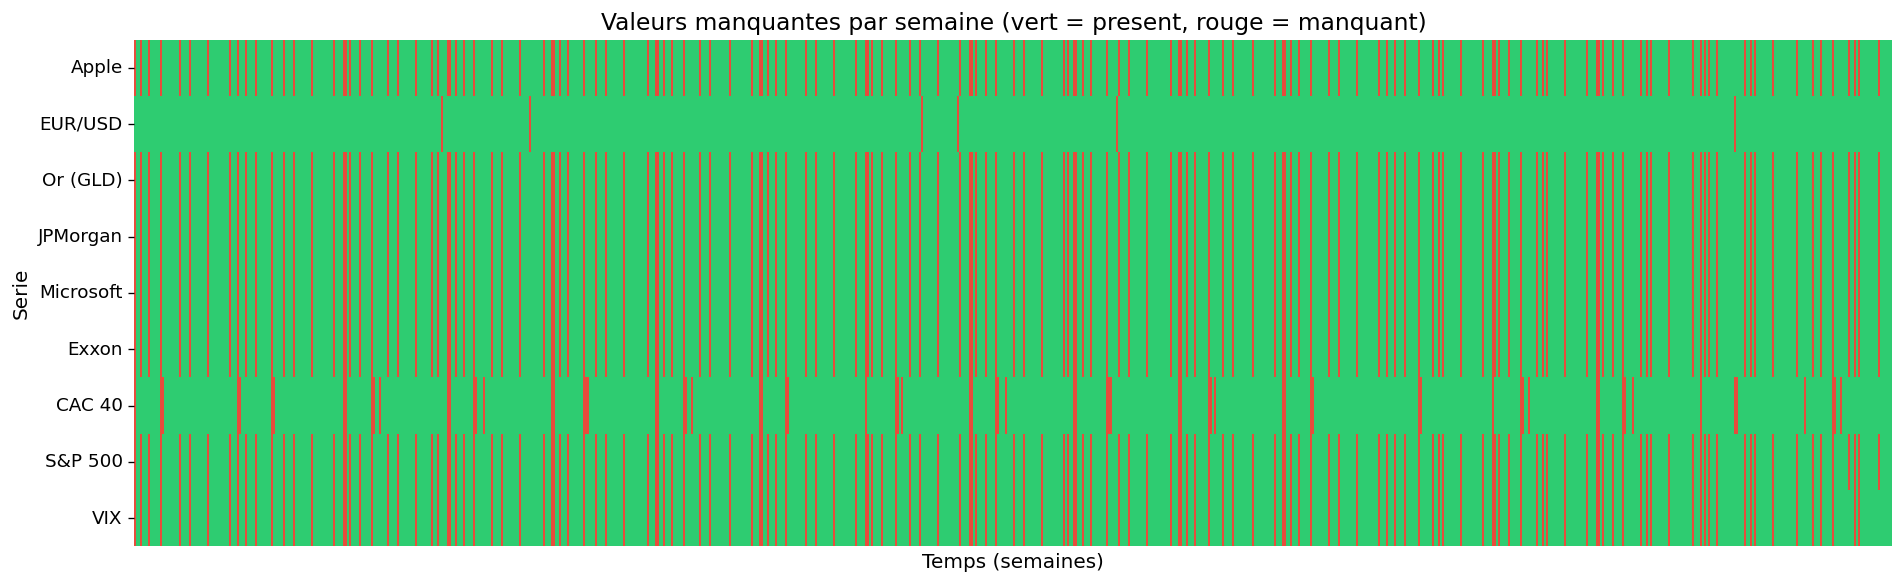 Valeurs manquantes par semaine (vert = present, rouge = manquant)
Serie
Apple
EUR/USD
Or (GLD)
JPMorgan
Microsoft
Exxon
CAC 40
S&P 500
VIX
Temps (semaines)